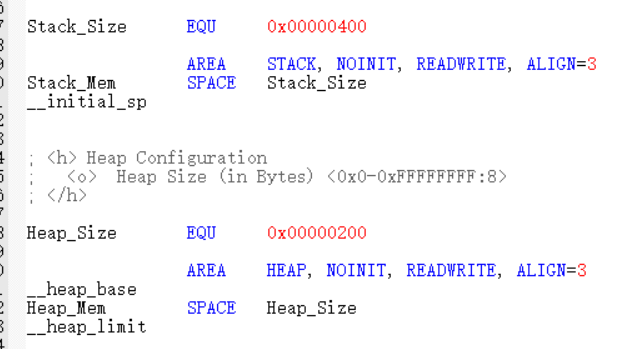 Stack_Size EQU 0x00000400
AREA STACK, NOINIT, READWRITE, ALIGN=3
Stack_Mem SPACE Stack_Size
__initial_sp
; <h> Heap Configuration
; <o> Heap Size (in Bytes) <0x0-0xFFFFFFFF:8>
; </h>
Heap_Size EQU 0x00000200
AREA HEAP, NOINIT, READWRITE, ALIGN=3
__heap_base
Heap_Mem SPACE Heap_Size
__heap_limit